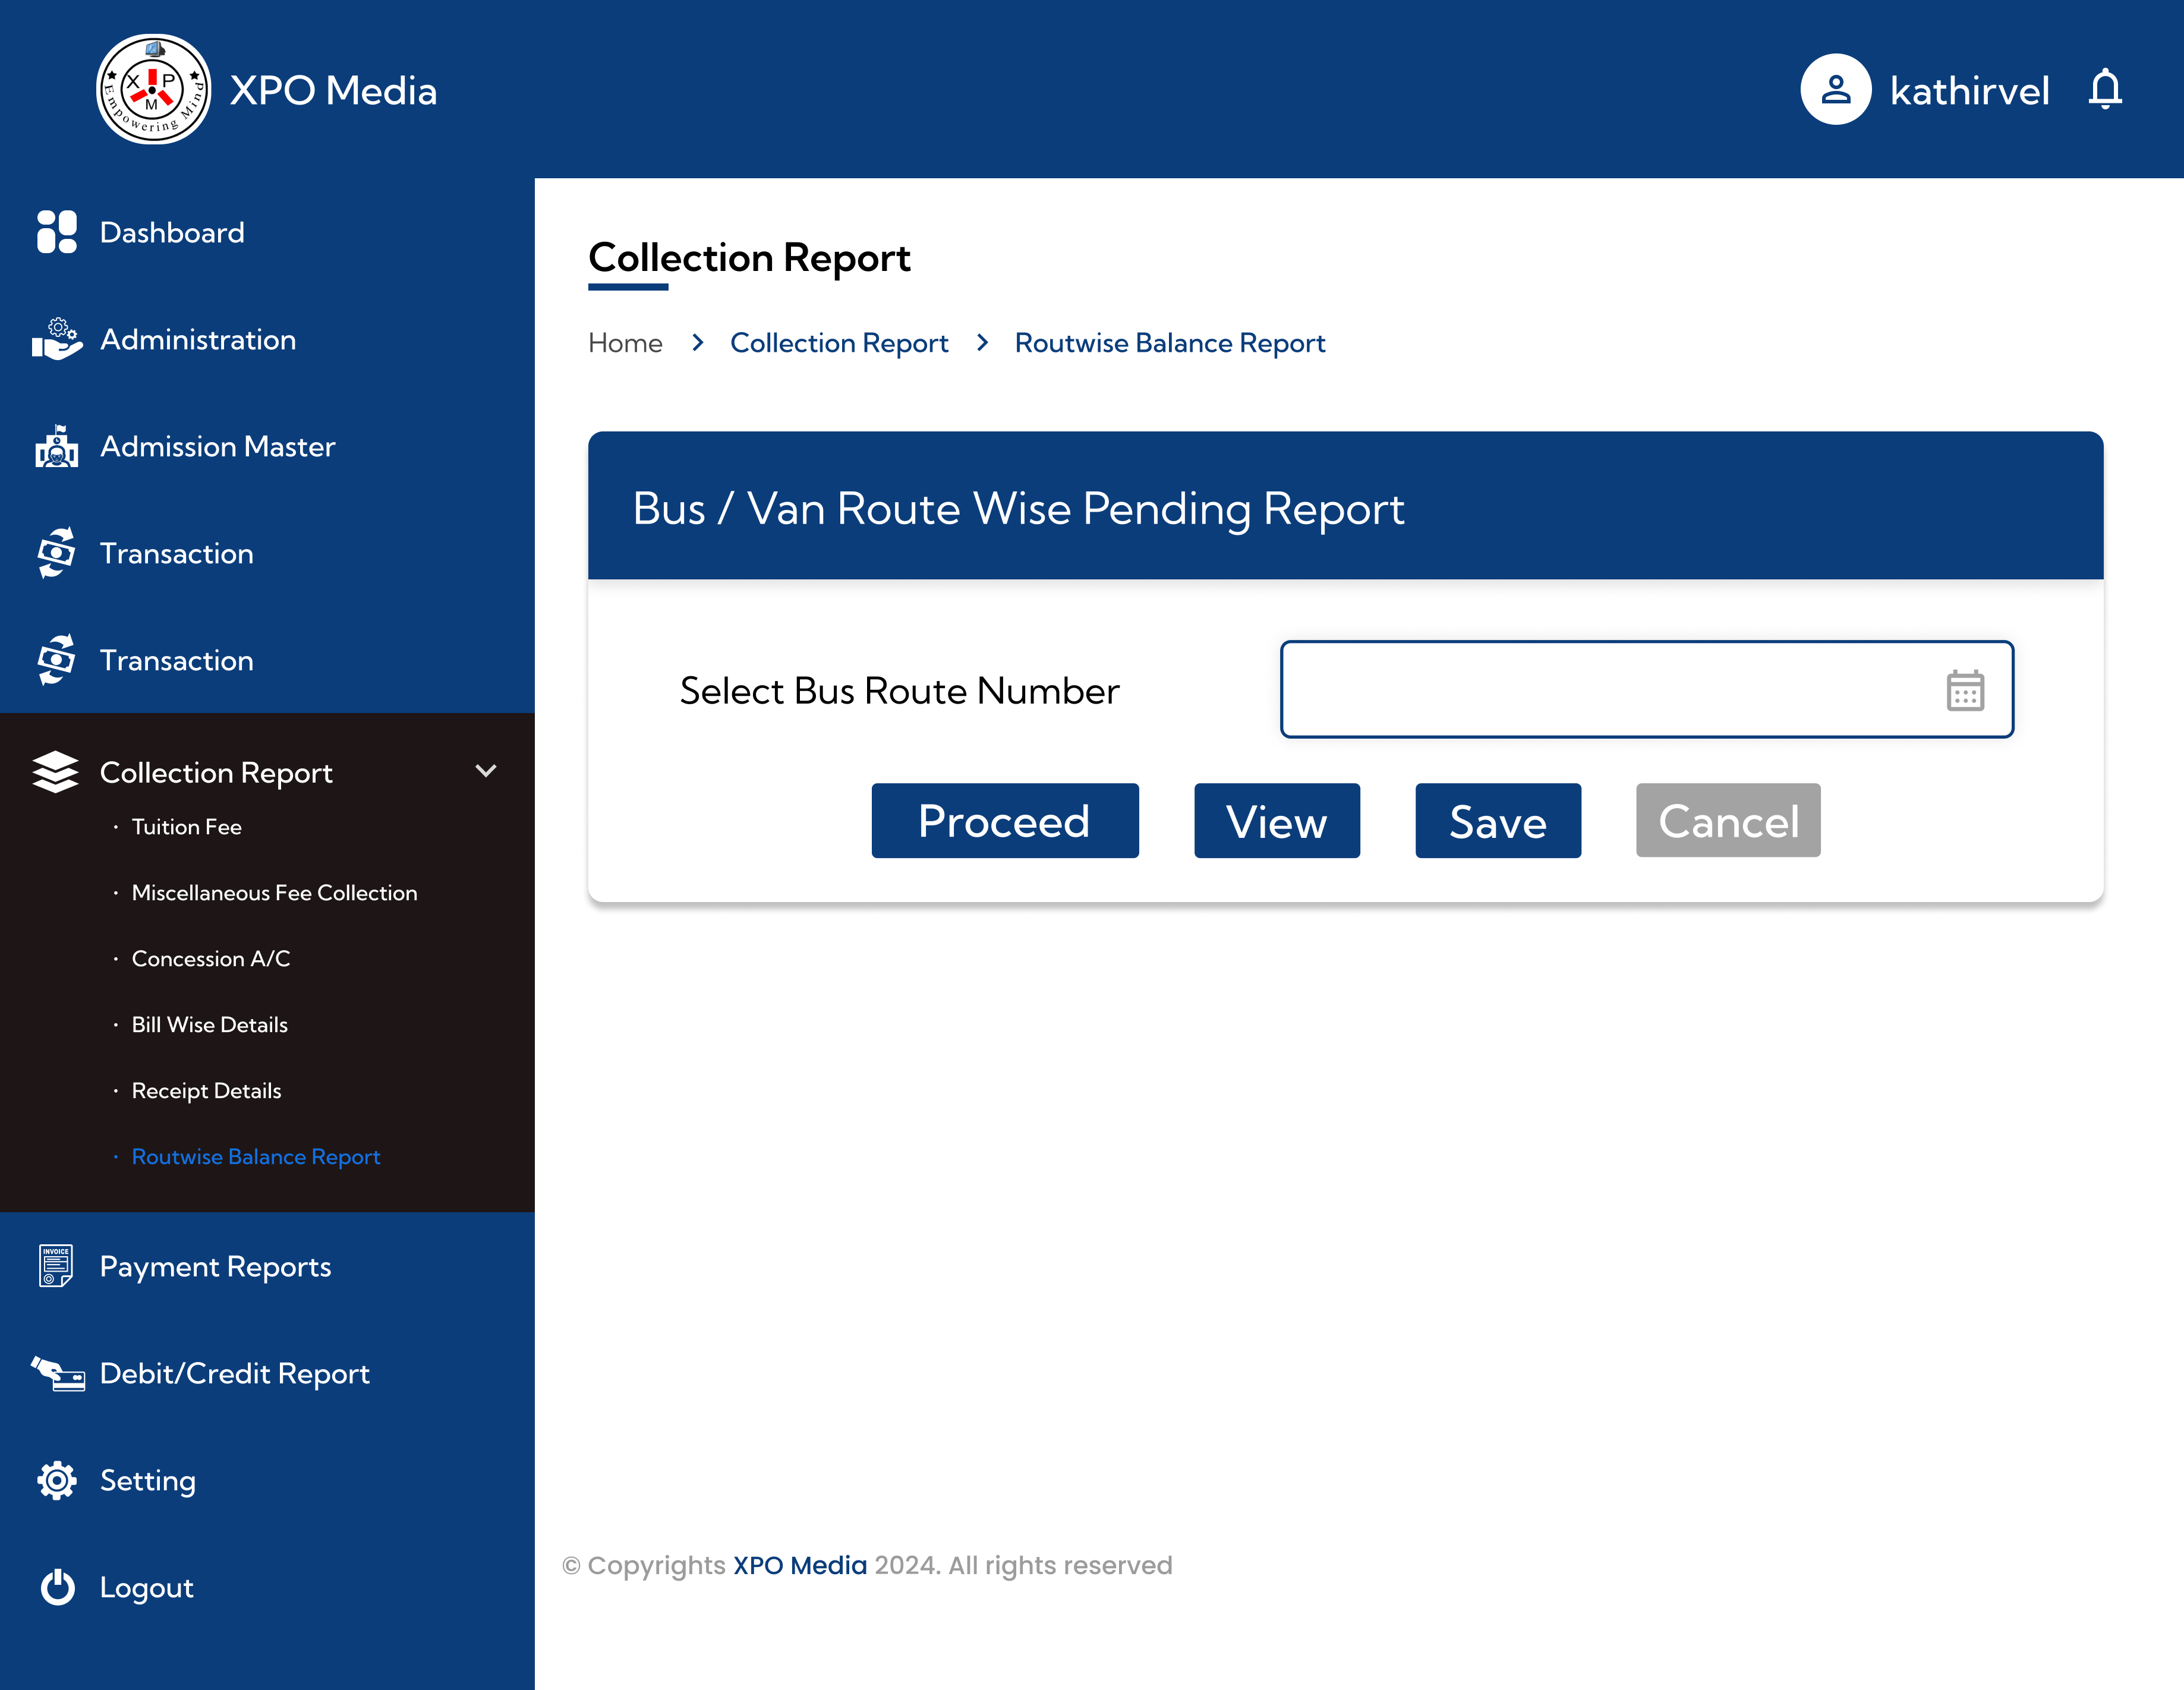 X P M
Empowering Mind
XPO Media
kathirvel
Dashboard
Administration
Admission Master
Transaction
Transaction
Collection Report
· Tuition Fee
· Miscellaneous Fee Collection
· Concession A/C
· Bill Wise Details
· Receipt Details
· Routwise Balance Report
INVOICE
Payment Reports
Debit/Credit Report
Setting
Logout
Collection Report
Home > Collection Report > Routwise Balance Report
Bus / Van Route Wise Pending Report
Select Bus Route Number
Proceed View Save Cancel
© Copyrights XPO Media 2024. All rights reserved